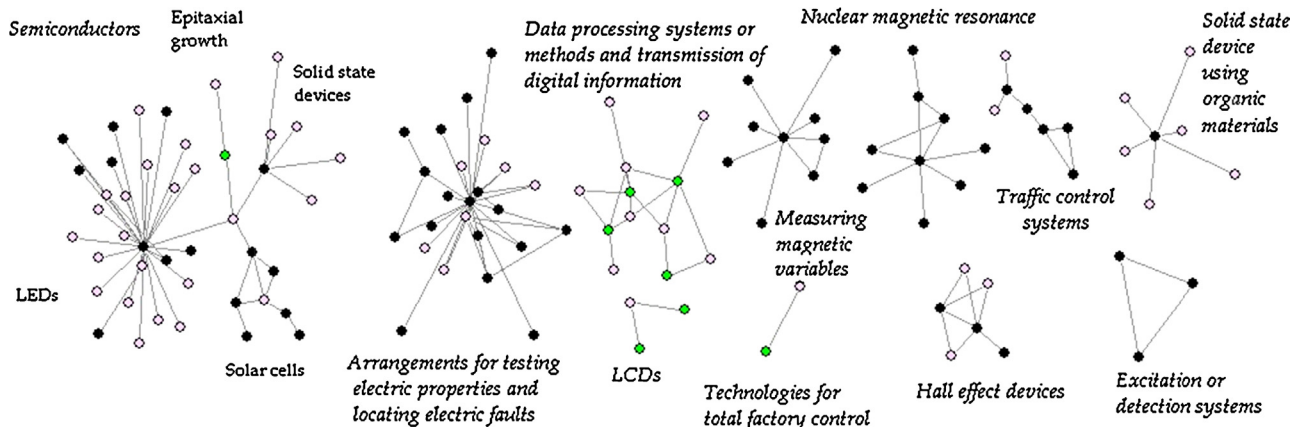 Semiconductors
Epitaxial
growth
Solid state
devices
LEDs
Solar cells
Arrangements for testing
electric properties and
locating electric faults
Data processing systems or
methods and transmission of
digital information
LCDs
Nuclear magnetic resonance
Measuring
magnetic
variables
Technologies for
total factory control
Traffic control
systems
Hall effect devices
Solid state
device
using
organic
materials
Excitation or
detection systems